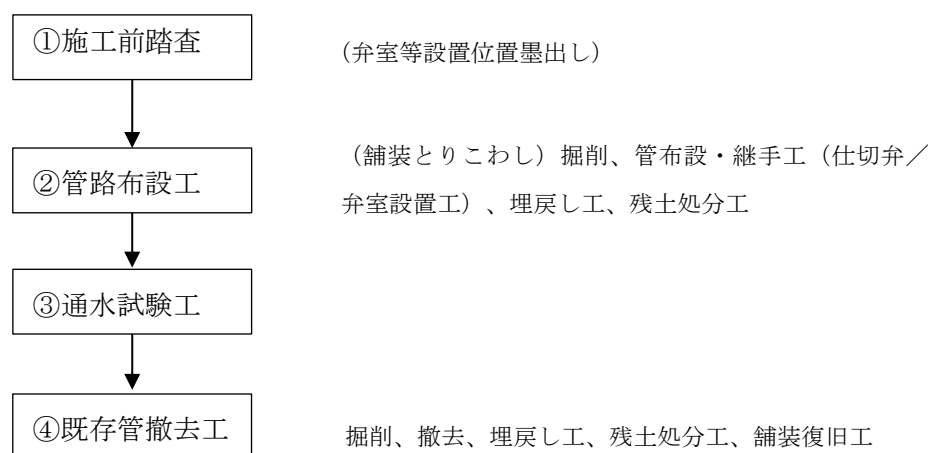 ①施工前踏査
（弁室等設置位置墨出し）
（舗装とりこわし）掘削、管布設・継手工（仕切弁／
②管路布設工
弁室設置工）、埋戻し工、残土処分工
③通水試験工
④既存管撤去工
掘削、撤去、埋戻し工、残土処分工、舗装復旧工